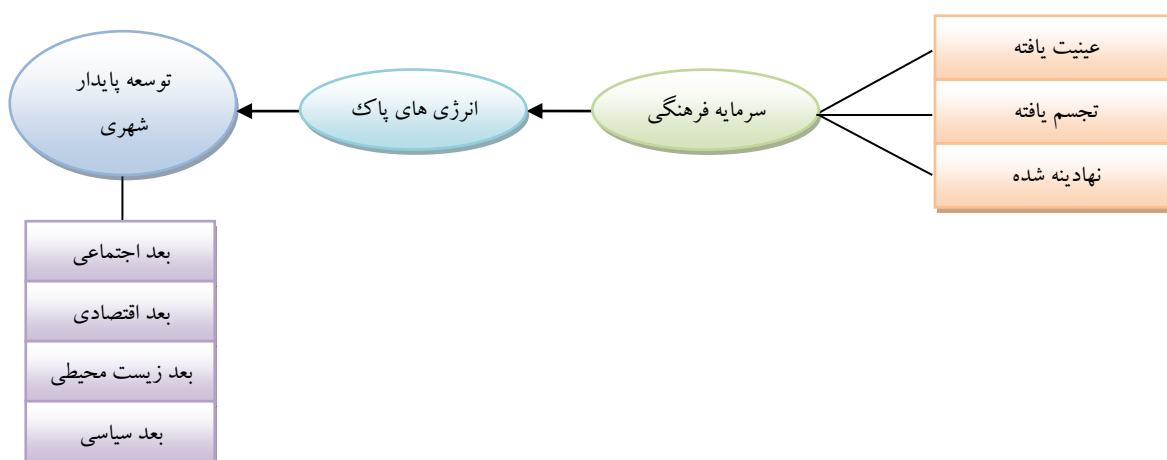 عینیت یافته
تجسم یافته
نهادینه شده
سرمایه فرهنگی
انرژی های پاک
توسعه پایدار
شهری
بعد اجتماعی
بعد اقتصادی
بعد زیست محیطی
بعد سیاسی